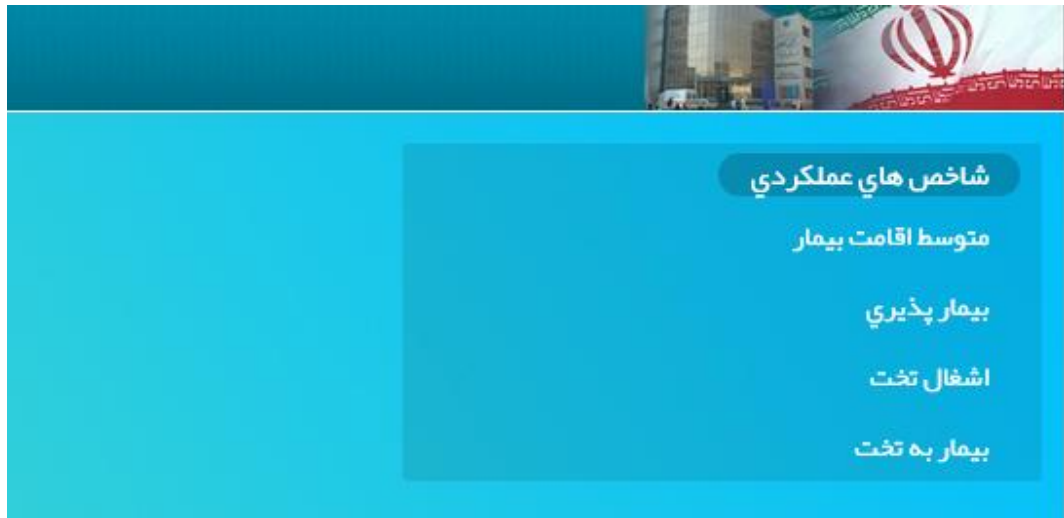 شاخص هاي عملكردي
متوسط اقامت بيمار
بيمار پذيري
اشغال تخت
بيمار به تخت